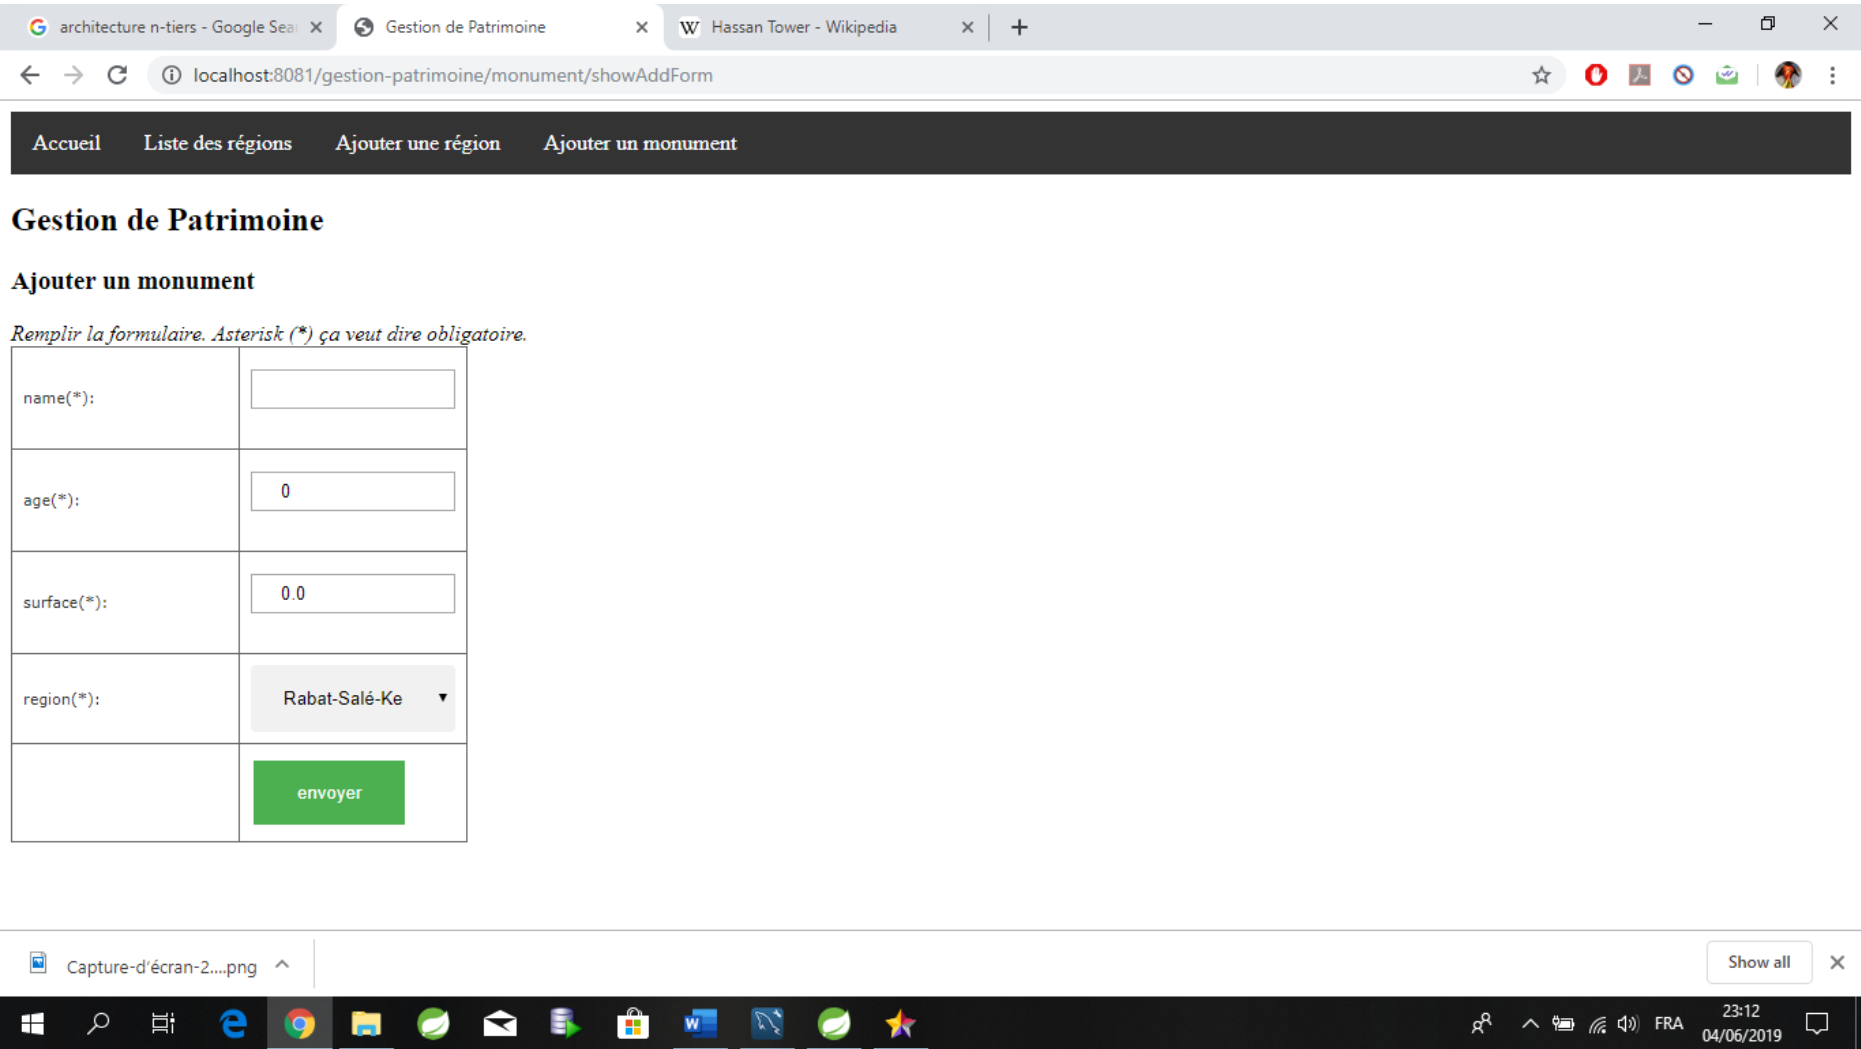 architecture n-tiers - Google Sea
Gestion de Patrimoine
W Hassan Tower - Wikipedia
localhost:8081/gestion-patrimoine/monument/showAddForm
Accueil Liste des régions Ajouter une région Ajouter un monument
Gestion de Patrimoine
Ajouter un monument
Remplir la formulaire. Asterisk (*) ça veut dire obligatoire.
name(*):
age(*): 0
surface(*): 0.0
region(*): Rabat-Salé-Ke
envoyer
Capture-d'écran-2....png
Show all
FRA
23:12
04/06/2019